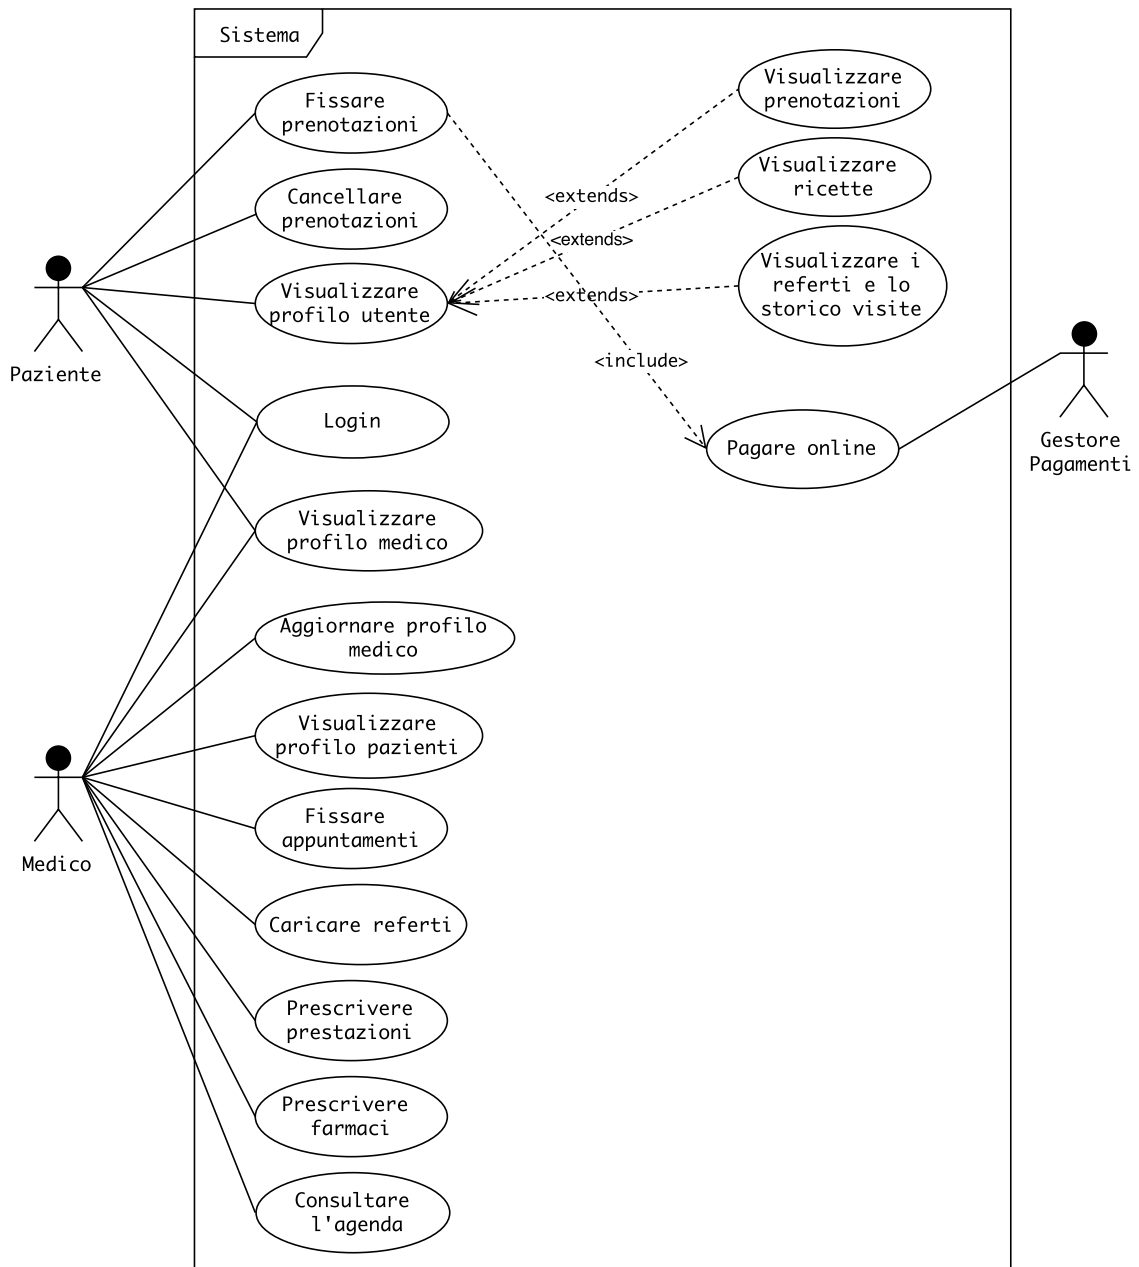 Sistema
Fissare
prenotazioni
Cancellare
prenotazioni
Visualizzare
profilo utente
Login
Visualizzare
profilo medico
Aggiornare profilo
medico
Visualizzare
profilo pazienti
Fissare
appuntamenti
Caricare referti
Prescrivere
prestazioni
Prescrivere
farmaci
Consultare
l'agenda
Visualizzare
prenotazioni
Visualizzare
ricette
Visualizzare i
referti e lo
storico visite
<extends>
<extends>
<extends>
<include>
Pagare online
Paziente
Medico
Gestore
Pagamenti